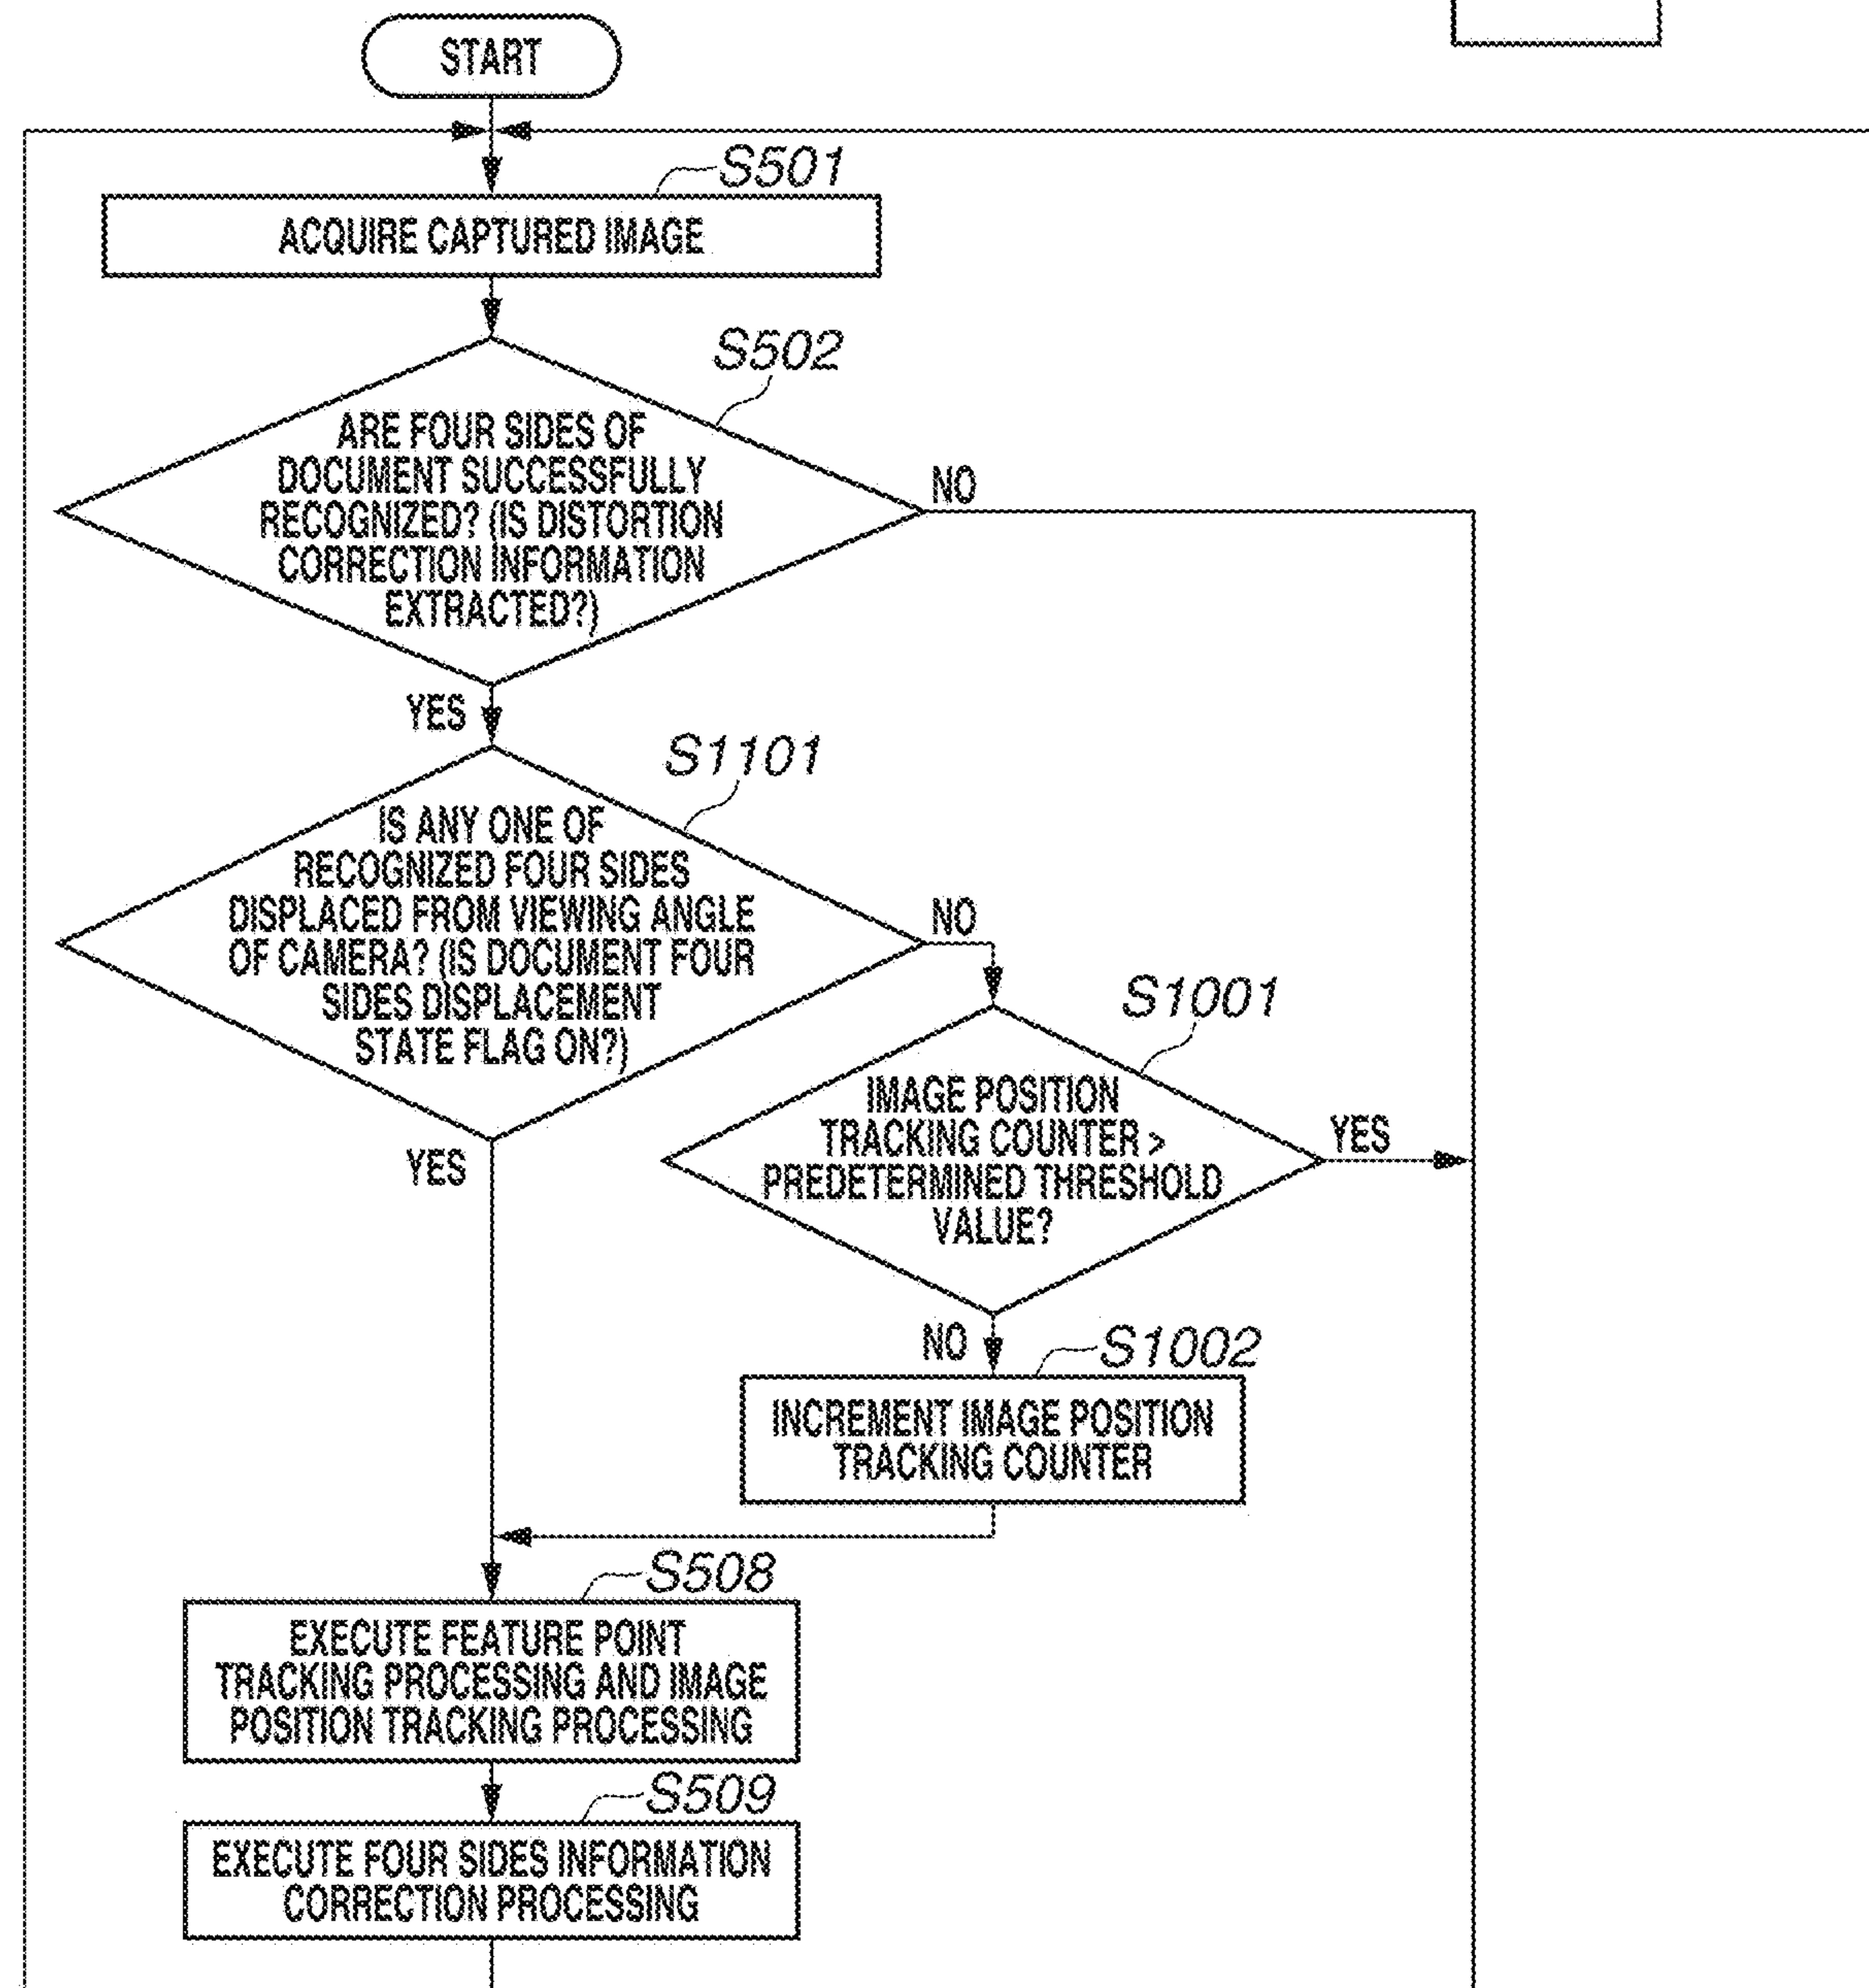 START
S501
ACQUIRE CAPTURED IMAGE
S502
ARE FOUR SIDES OF
DOCUMENT SUCCESSFULLY
RECOGNIZED? (IS DISTORTION
CORRECTION INFORMATION
EXTRACTED?)
NO
YES
S1101
IS ANY ONE OF
RECOGNIZED FOUR SIDES
DISPLACED FROM VIEWING ANGLE
OF CAMERA? (IS DOCUMENT FOUR
SIDES DISPLACEMENT
STATE FLAG ON?)
NO
YES
S1001
IMAGE POSITION
TRACKING COUNTER >
PREDETERMINED THRESHOLD
VALUE?
YES
NO
S1002
INCREMENT IMAGE POSITION
TRACKING COUNTER
S508
EXECUTE FEATURE POINT
TRACKING PROCESSING AND IMAGE
POSITION TRACKING PROCESSING
S509
EXECUTE FOUR SIDES INFORMATION
CORRECTION PROCESSING